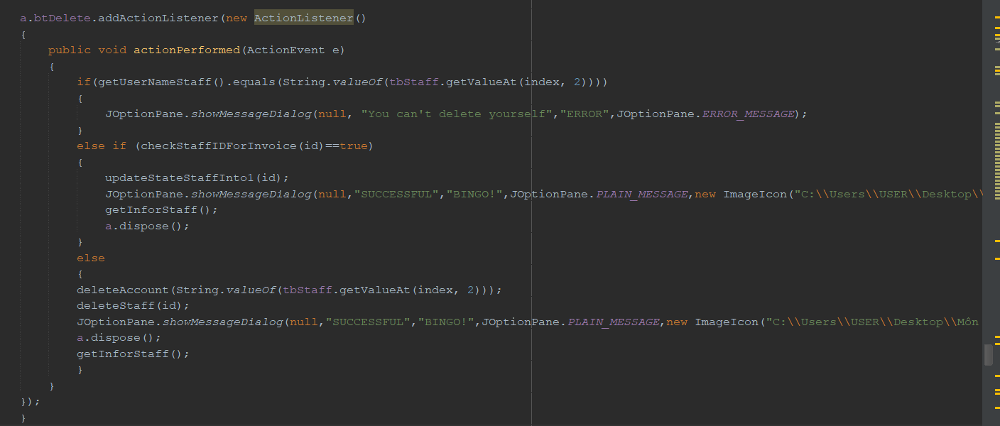 a.btDelete.addActionListener(new ActionListener()
{
public void actionPerformed(ActionEvent e)
{
if(getUserNameStaff().equals(String.valueOf(tbStaff.getValueAt(index, 2))))
{
JOptionPane.showMessageDialog(null, "You can't delete yourself","ERROR",JOptionPane.ERROR_MESSAGE);
}
else if (checkStaffIDForInvoice(id)==true)
{
updateStateStaffInto1(id);
JOptionPane.showMessageDialog(null,"SUCCESSFUL","BINGO!",JOptionPane.PLAIN_MESSAGE,new ImageIcon("C:\\Users\\USER\\Desktop\\
getInforStaff();
a.dispose();
}
else
{
deleteAccount(String.valueOf(tbStaff.getValueAt(index, 2)));
deleteStaff(id);
JOptionPane.showMessageDialog(null,"SUCCESSFUL","BINGO!",JOptionPane.PLAIN_MESSAGE,new ImageIcon("C:\\Users\\USER\\Desktop\\Môn
a.dispose();
getInforStaff();
}
}
});
}